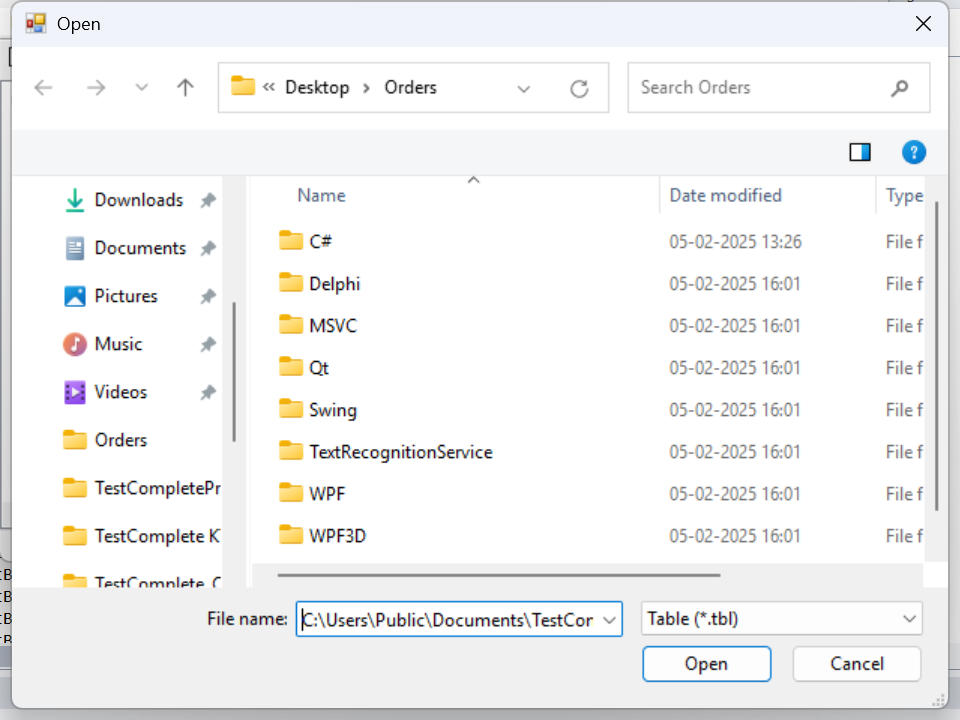 Open
« Desktop > Orders
Search Orders
?
Name
Date modified
Type
Downloads
Documents
Pictures
Music
Videos
Orders
TestCompletePr
TestComplete K
TestComplete_C
C# 05-02-2025 13:26 File f
Delphi 05-02-2025 16:01 File f
MSVC 05-02-2025 16:01 File f
Qt 05-02-2025 16:01 File f
Swing 05-02-2025 16:01 File f
TextRecognitionService 05-02-2025 16:01 File f
WPF 05-02-2025 16:01 File f
WPF3D 05-02-2025 16:01 File f
File name: C:\Users\Public\Documents\TestCor
Table (*.tbl)
Open
Cancel